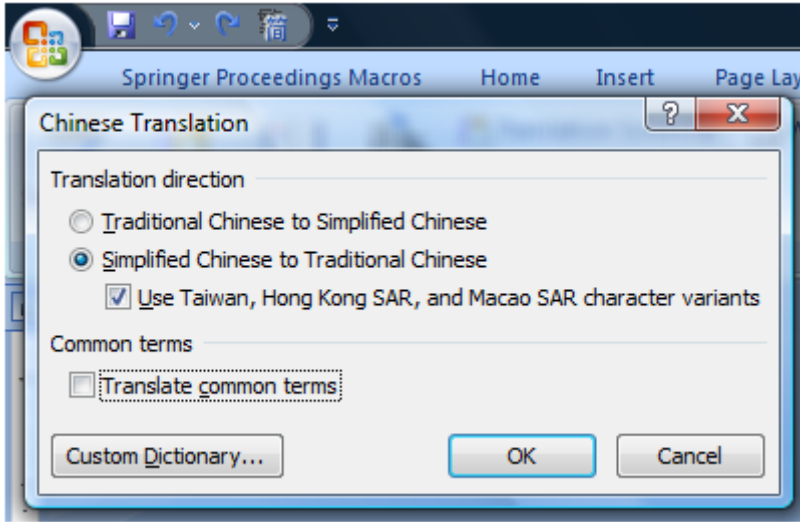 简
Springer Proceedings Macros Home Insert Page Lay
Chinese Translation
Translation direction
Traditional Chinese to Simplified Chinese
Simplified Chinese to Traditional Chinese
Use Taiwan, Hong Kong SAR, and Macao SAR character variants
Common terms
Translate common terms
Custom Dictionary... OK Cancel